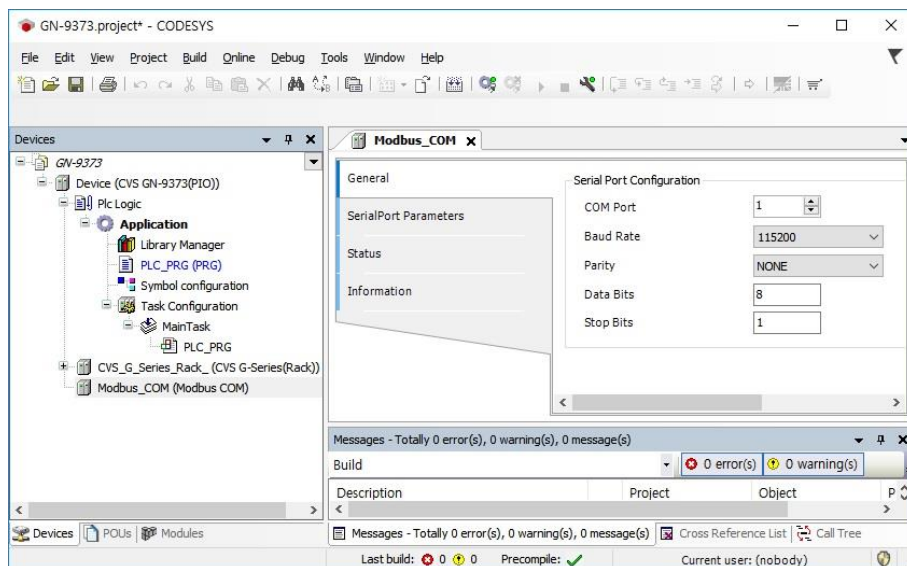 GN-9373.project* - CODESYS
File Edit View Project Build Online Debug Tools Window Help
Devices
GN-9373
Device (CVS GN-9373(PIO))
Plc Logic
Application
Library Manager
PLC_PRG (PRG)
Symbol configuration
Task Configuration
MainTask
PLC_PRG
CVS_G_Series_Rack_ (CVS G-Series(Rack))
Modbus_COM (Modbus COM)
Devices POUs Modules
Modbus_COM
General
SerialPort Parameters
Status
Information
Serial Port Configuration
COM Port 1
Baud Rate 115200
Parity NONE
Data Bits 8
Stop Bits 1
Messages - Totally 0 error(s), 0 warning(s), 0 message(s)
Build 0 error(s) 0 warning(s)
Description Project Object P
Messages - Totally 0 error(s), 0 warning(s), 0 message(s) Cross Reference List Call Tree
Last build: 0 0 Precompile: Current user: (nobody)